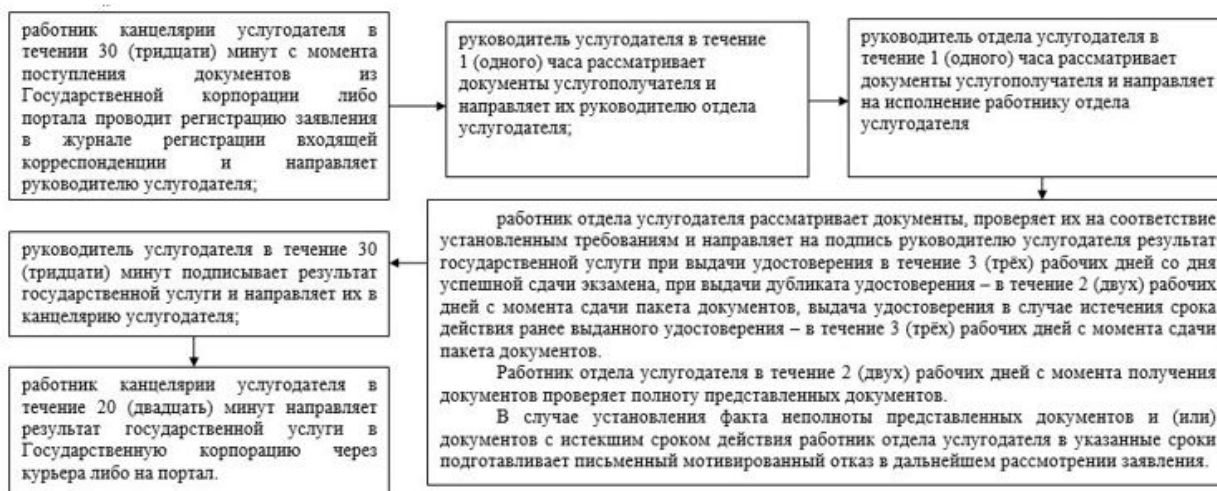 работник канцелярии услугодателя в
течении 30 (тридцати) минут с момента
поступления документов из
Государственной корпорации либо
портала проводит регистрацию заявления
в журнале регистрации входящей
корреспонденции и направляет
руководителю услугодателя;
руководитель услугодателя в течение
1 (одного) часа рассматривает
документы услугополучателя и
направляет их руководителю отдела
услугодателя;
руководитель отдела услугодателя в
течение 1 (одного) часа рассматривает
документы услугополучателя и направляет
на исполнение работнику отдела
услугодателя
работник отдела услугодателя рассматривает документы, проверяет их на соответствие
установленным требованиям и направляет на подпись руководителю услугодателя результат
государственной услуги при выдачи удостоверения в течение 3 (трёх) рабочих дней со дня
успешной сдачи экзамена, при выдачи дубликата удостоверения – в течение 2 (двух) рабочих
дней с момента сдачи пакета документов, выдача удостоверения в случае истечения срока
действия ранее выданного удостоверения – в течение 3 (трёх) рабочих дней с момента сдачи
пакета документов.
Работник отдела услугодателя в течение 2 (двух) рабочих дней с момента получения
документов проверяет полноту представленных документов.
В случае установления факта неполноты представленных документов и (или)
документов с истекшим сроком действия работник отдела услугодателя в указанные сроки
подготавливает письменный мотивированный отказ в дальнейшем рассмотрении заявления.
руководитель услугодателя в течение 30
(тридцати) минут подписывает результат
государственной услуги и направляет их в
канцелярию услугодателя;
работник канцелярии услугодателя в
течение 20 (двадцать) минут направляет
результат государственной услуги в
Государственную корпорацию через
курьера либо на портал.